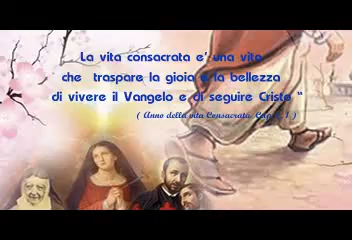 La vita consacrata e' una vita
che traspare la gioia e la bellezza
di vivere il Vangelo e di seguire Cristo "
( Anno della vita Consacrata. Cap.